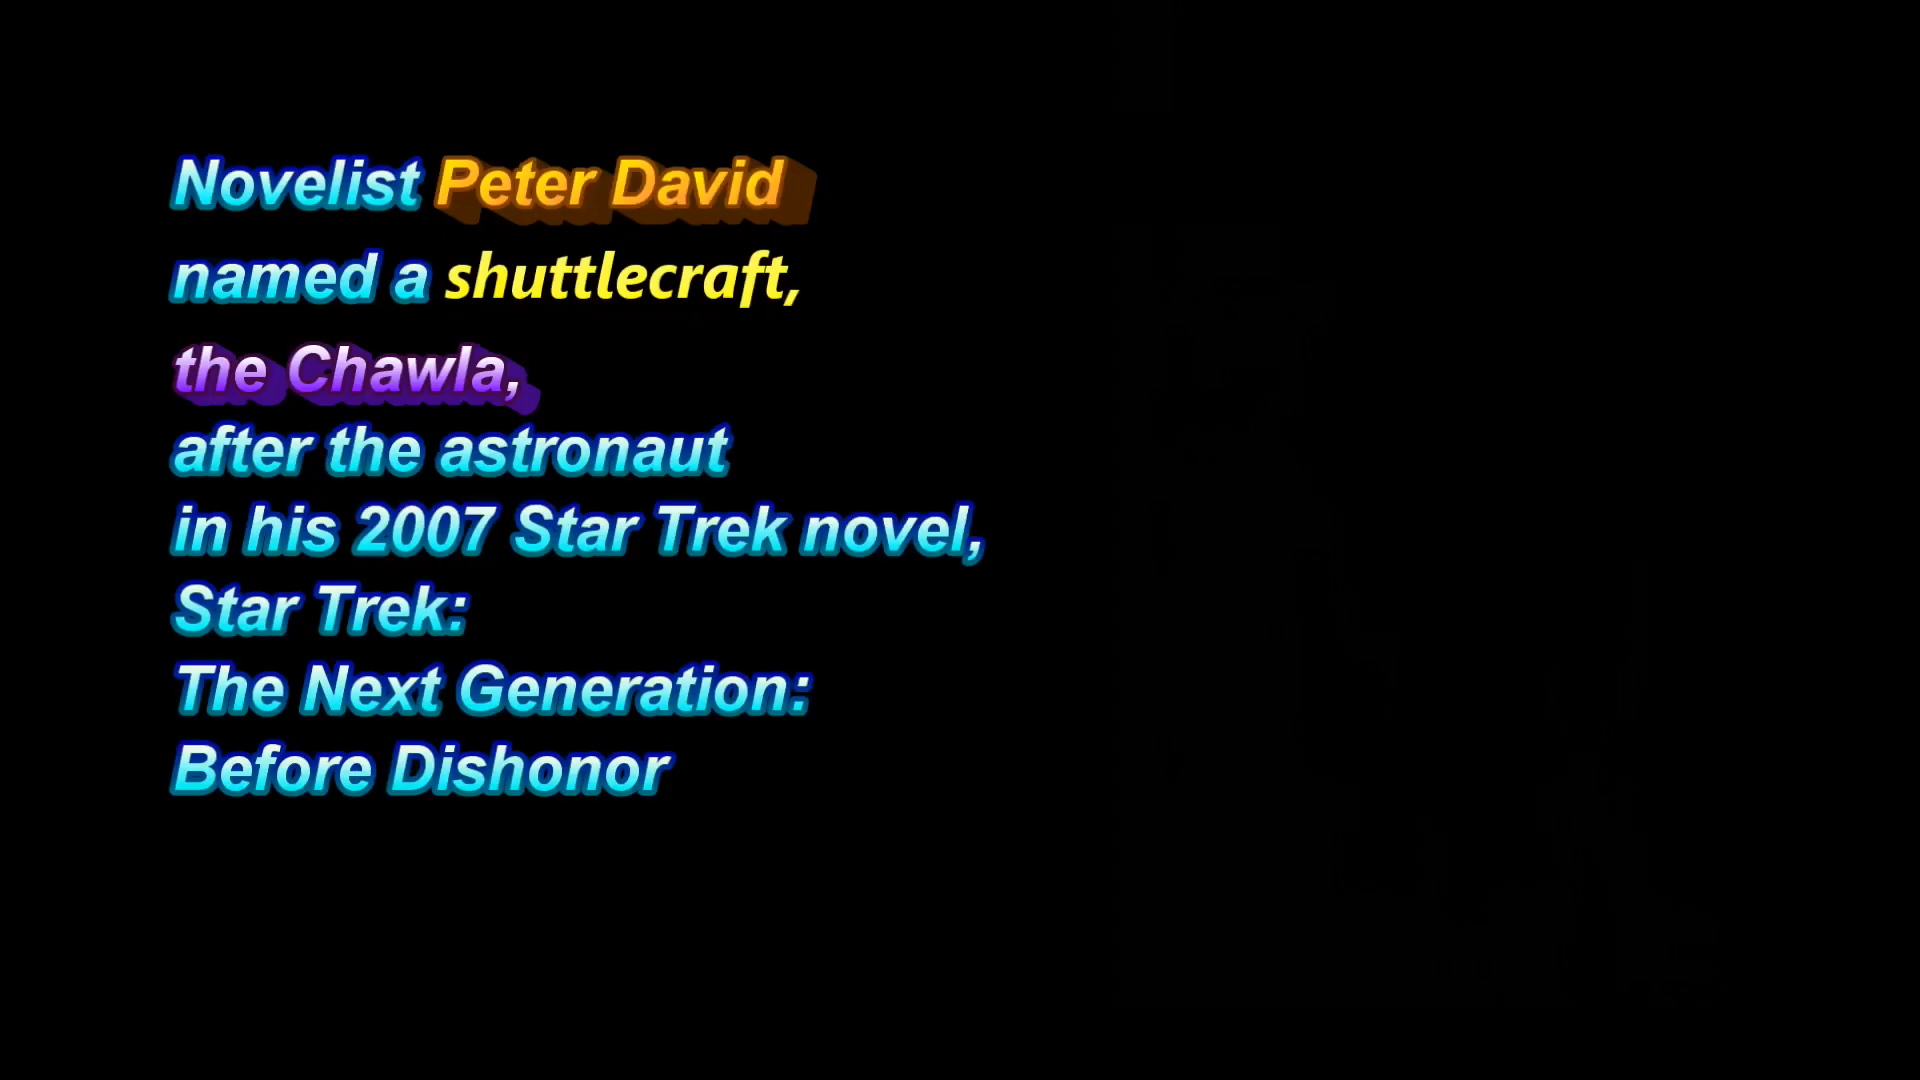 Novelist Peter David
named a shuttlecraft,
the Chawla,
after the astronaut
in his 2007 Star Trek novel,
Star Trek:
The Next Generation:
Before Dishonor